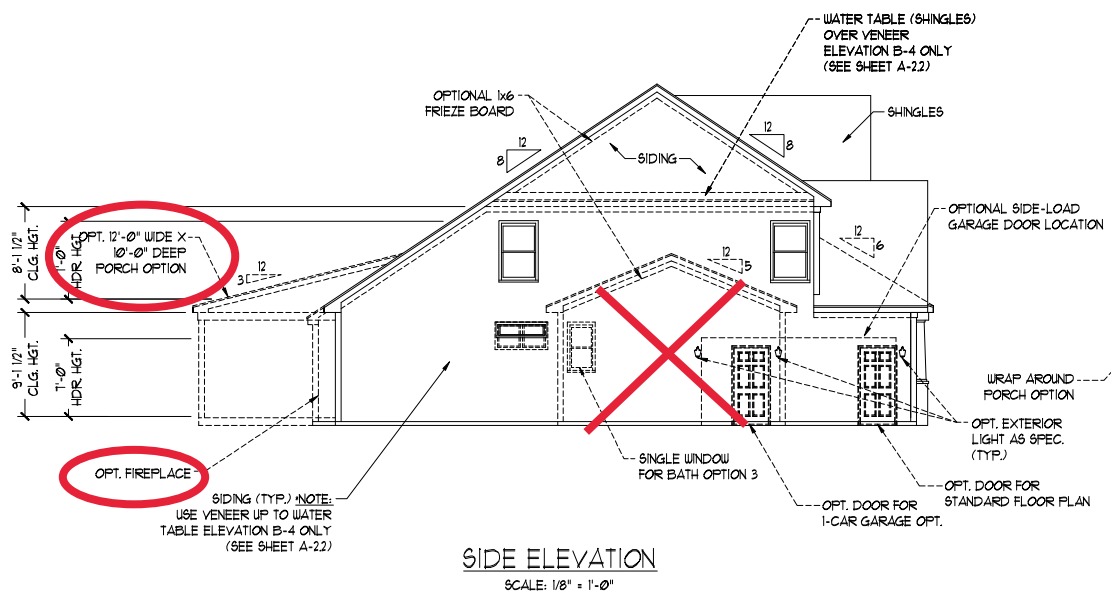 WATER TABLE (SHINGLES)
OVER VENEER
ELEVATION B-4 ONLY
(SEE SHEET A-2.2)
OPTIONAL 1x6
FRIEZE BOARD
SHINGLES
12
8
12
8
SIDING
OPTIONAL SIDE-LOAD
GARAGE DOOR LOCATION
8'-1 1/2"
CLG. HGT.
1'-0"
HDR. HGT.
OPT. 12'-0" WIDE X
10'-0" DEEP
PORCH OPTION
12
3
12
5
12
6
9'-1 1/2"
CLG. HGT.
7'-0"
HDR. HGT.
WRAP AROUND
PORCH OPTION
OPT. EXTERIOR
LIGHT AS SPEC.
(TYP.)
OPT. FIREPLACE
SINGLE WINDOW
FOR BATH OPTION 3
SIDING (TYP.) *NOTE:
USE VENEER UP TO WATER
TABLE ELEVATION B-4 ONLY
(SEE SHEET A-2.2)
OPT. DOOR FOR
STANDARD FLOOR PLAN
OPT. DOOR FOR
1-CAR GARAGE OPT.
SIDE ELEVATION
SCALE: 1/8" = 1'-0"